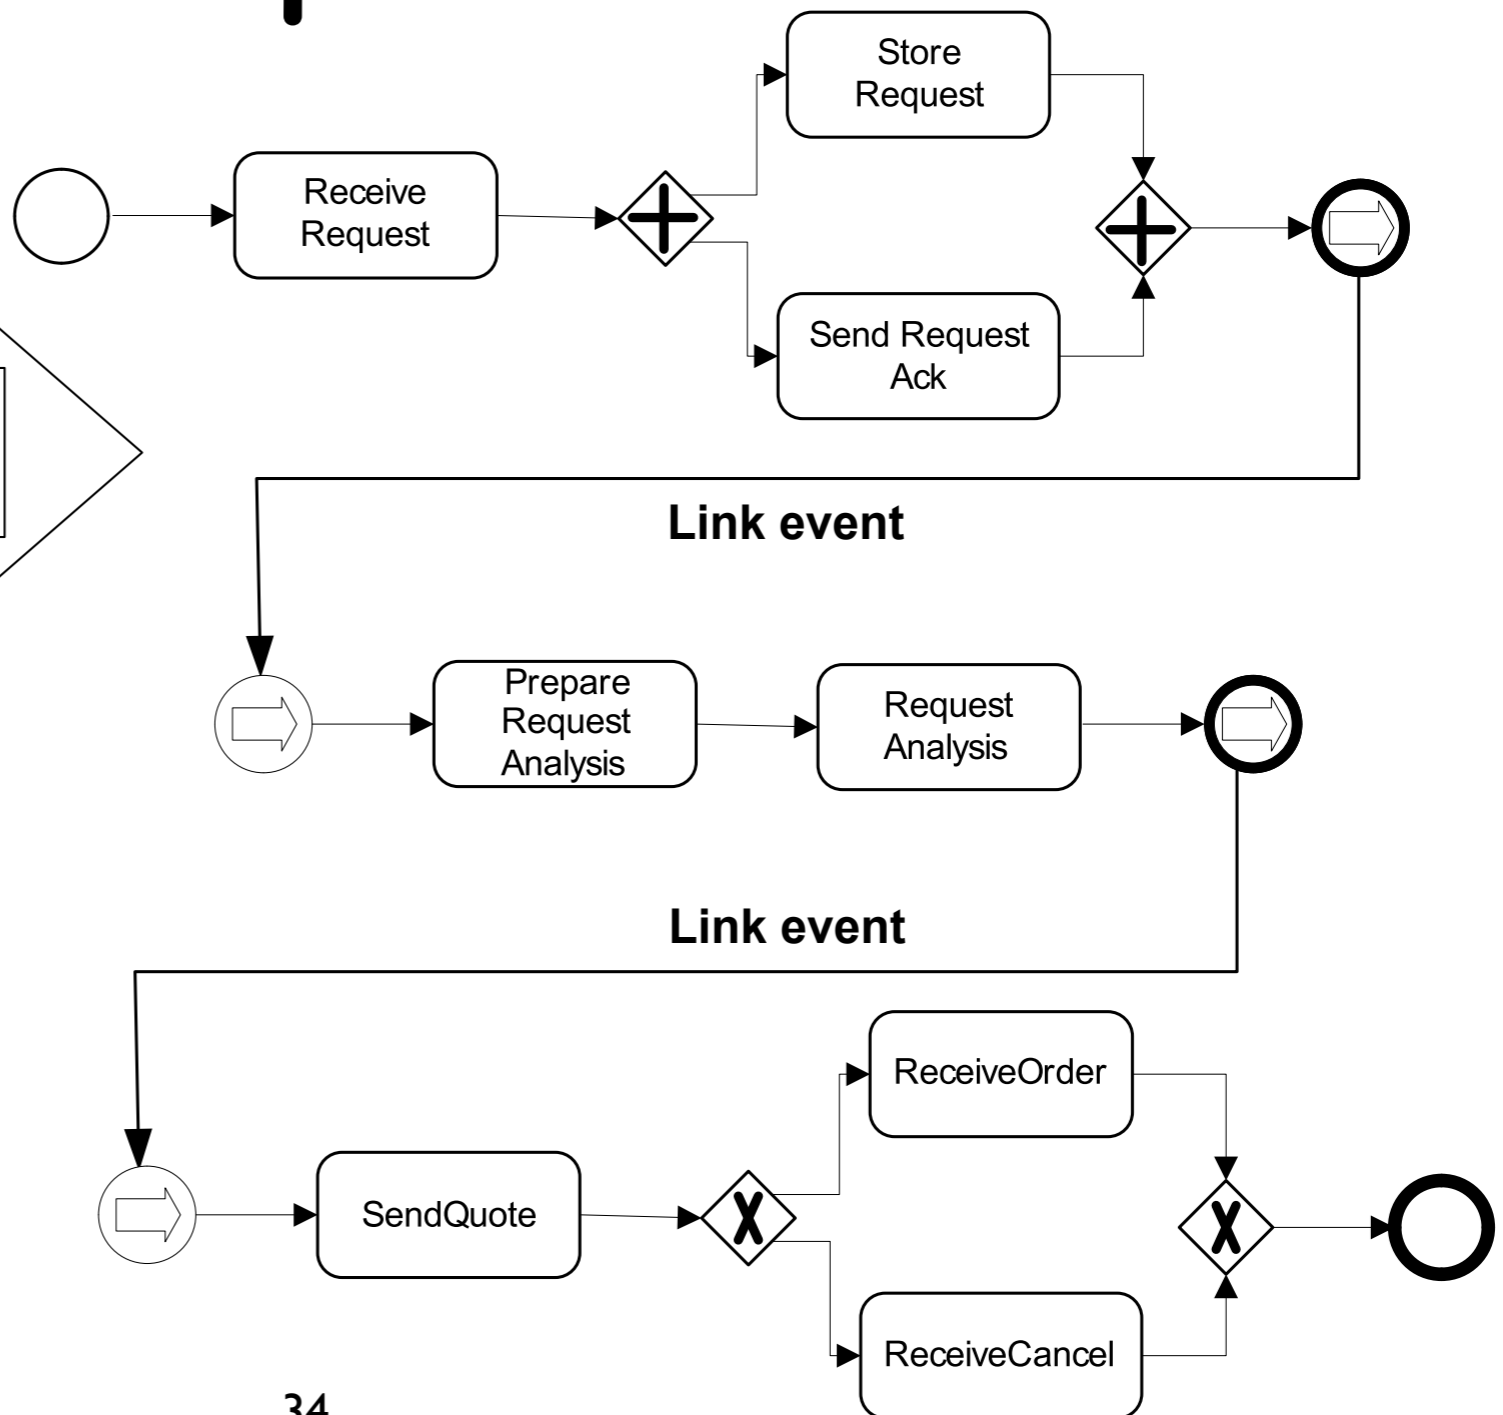 Store
Request
Receive
Request
Send Request
Ack
Link event
Prepare
Request
Analysis
Request
Analysis
Link event
ReceiveOrder
SendQuote
ReceiveCancel
34